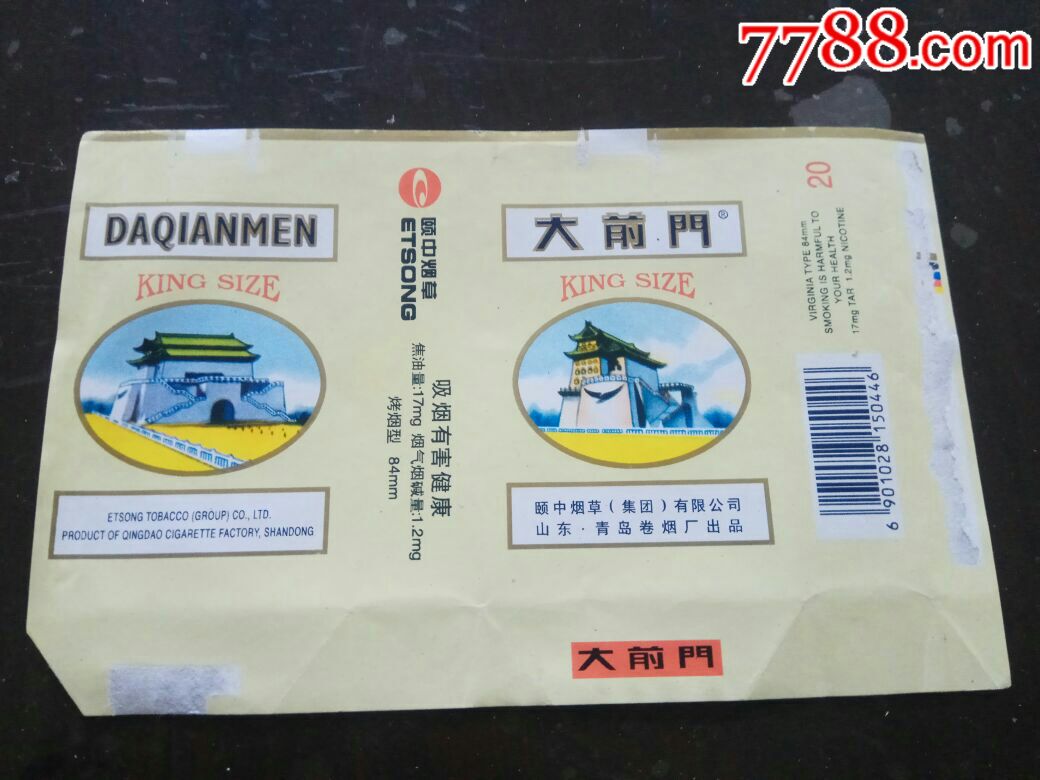 7788.com
DAQIANMEN
KING SIZE
ETSONG TOBACCO (GROUP) CO., LTD.
PRODUCT OF QINGDAO CIGARETTE FACTORY, SHANDONG
颐中烟草
ETSONG
吸烟有害健康
焦油量:17mg 烟气烟碱量:1.2mg
烤烟型 84mm
大前門®
KING SIZE
颐中烟草(集团)有限公司
山东·青岛卷烟厂出品
大前門
20
VIRGINIA TYPE 84mm
SMOKING IS HARMFUL TO
YOUR HEALTH
17mg TAR 1.2mg NICOTINE
6 901028 150446